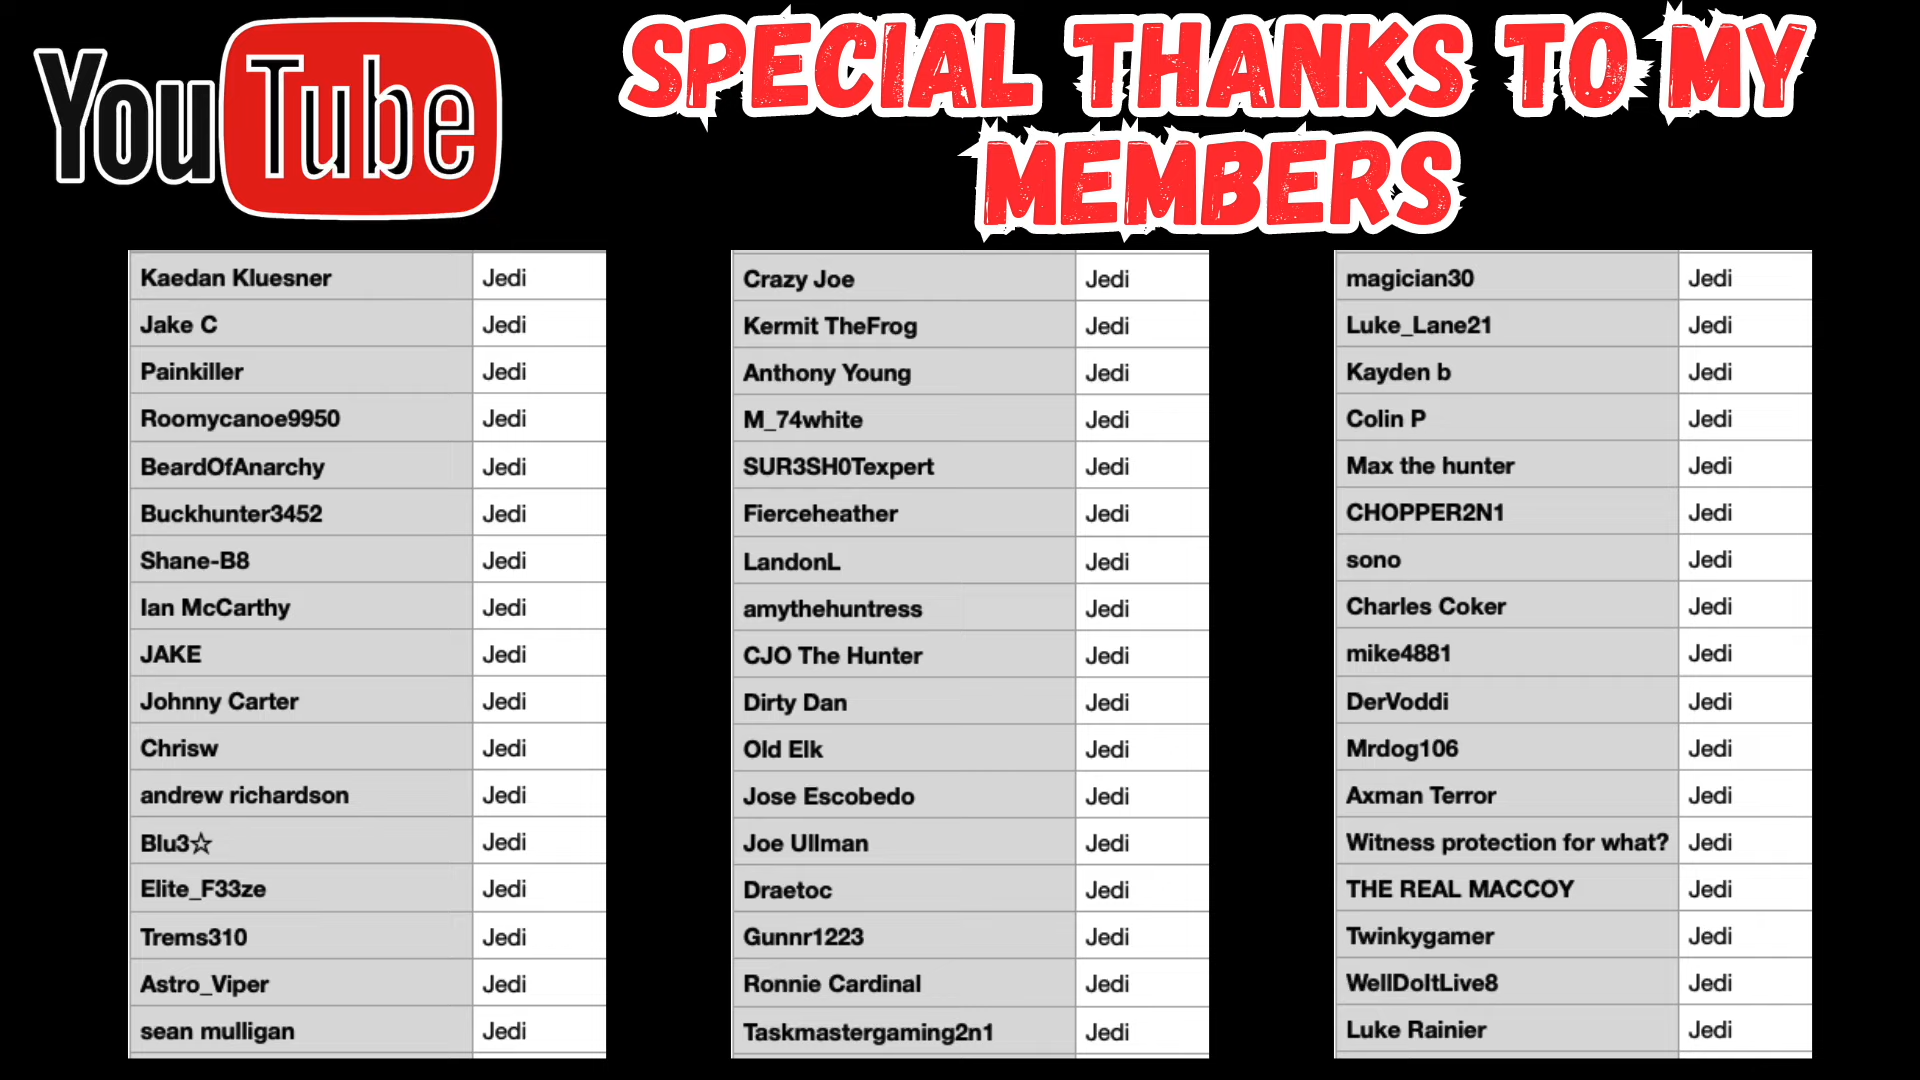 YouTube
SPECIAL THANKS TO MY
MEMBERS
Kaedan Kluesner Jedi
Jake C Jedi
Painkiller Jedi
Roomycanoe9950 Jedi
BeardOfAnarchy Jedi
Buckhunter3452 Jedi
Shane-B8 Jedi
Ian McCarthy Jedi
JAKE Jedi
Johnny Carter Jedi
Chrisw Jedi
andrew richardson Jedi
Blu3☆ Jedi
Elite_F33ze Jedi
Trems310 Jedi
Astro_Viper Jedi
sean mulligan Jedi
Crazy Joe Jedi
Kermit TheFrog Jedi
Anthony Young Jedi
M_74white Jedi
SUR3SH0Texpert Jedi
Fierceheather Jedi
LandonL Jedi
amythehuntress Jedi
CJO The Hunter Jedi
Dirty Dan Jedi
Old Elk Jedi
Jose Escobedo Jedi
Joe Ullman Jedi
Draetoc Jedi
Gunnr1223 Jedi
Ronnie Cardinal Jedi
Taskmastergaming2n1 Jedi
magician30 Jedi
Luke_Lane21 Jedi
Kayden b Jedi
Colin P Jedi
Max the hunter Jedi
CHOPPER2N1 Jedi
sono Jedi
Charles Coker Jedi
mike4881 Jedi
DerVoddi Jedi
Mrdog106 Jedi
Axman Terror Jedi
Witness protection for what? Jedi
THE REAL MACCOY Jedi
Twinkygamer Jedi
WellDoItLive8 Jedi
Luke Rainier Jedi